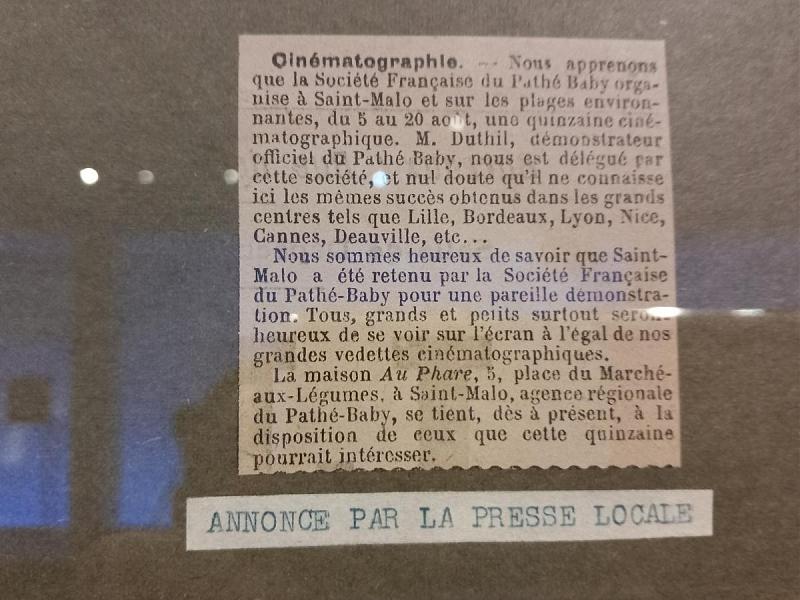 Cinématographie. -- Nous apprenons
que la Société Française du Pathé Baby orga-
nise à Saint-Malo et sur les plages environ-
nantes, du 5 au 20 août, une quinzaine ciné-
matographique. M. Duthil, démonstrateur
officiel du Pathé Baby, nous est délégué par
cette société, et nul doute qu'il ne connaisse
ici les mêmes succès obtenus dans les grands
centres tels que Lille, Bordeaux, Lyon, Nice,
Cannes, Deauville, etc...
Nous sommes heureux de savoir que Saint-
Malo a été retenu par la Société Française
du Pathé-Baby pour une pareille démonstra-
tion. Tous, grands et petits surtout seront
heureux de se voir sur l'écran à l'égal de nos
grandes vedettes cinématographiques.
La maison Au Phare, 5, place du Marché-
aux-Légumes, à Saint-Malo, agence régionale
du Pathé-Baby, se tient, dès à présent, à la
disposition de ceux que cette quinzaine
pourrait intéresser.
ANNONCE PAR LA PRESSE LOCALE